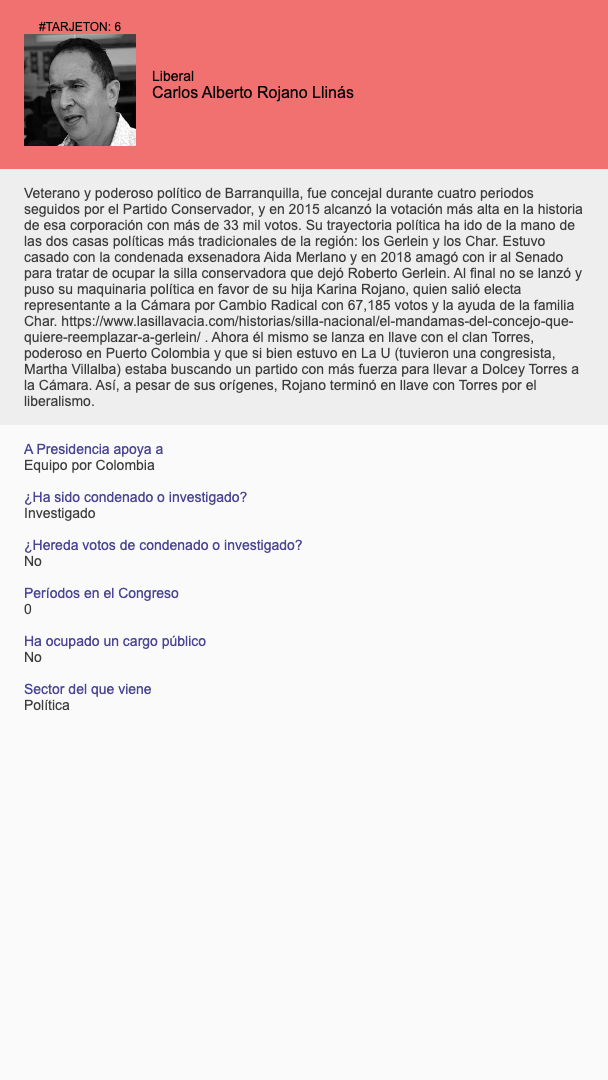 #TARJETON: 6
Liberal
Carlos Alberto Rojano Llinás
Veterano y poderoso político de Barranquilla, fue concejal durante cuatro periodos
seguidos por el Partido Conservador, y en 2015 alcanzó la votación más alta en la historia
de esa corporación con más de 33 mil votos. Su trayectoria política ha ido de la mano de
las dos casas políticas más tradicionales de la región: los Gerlein y los Char. Estuvo
casado con la condenada exsenadora Aida Merlano y en 2018 amagó con ir al Senado
para tratar de ocupar la silla conservadora que dejó Roberto Gerlein. Al final no se lanzó y
puso su maquinaria política en favor de su hija Karina Rojano, quien salió electa
representante a la Cámara por Cambio Radical con 67,185 votos y la ayuda de la familia
Char. https://www.lasillavacia.com/historias/silla-nacional/el-mandamas-del-concejo-que-
quiere-reemplazar-a-gerlein/ . Ahora él mismo se lanza en llave con el clan Torres,
poderoso en Puerto Colombia y que si bien estuvo en La U (tuvieron una congresista,
Martha Villalba) estaba buscando un partido con más fuerza para llevar a Dolcey Torres a
la Cámara. Así, a pesar de sus orígenes, Rojano terminó en llave con Torres por el
liberalismo.
A Presidencia apoya a
Equipo por Colombia
¿Ha sido condenado o investigado?
Investigado
¿Hereda votos de condenado o investigado?
No
Períodos en el Congreso
0
Ha ocupado un cargo público
No
Sector del que viene
Política